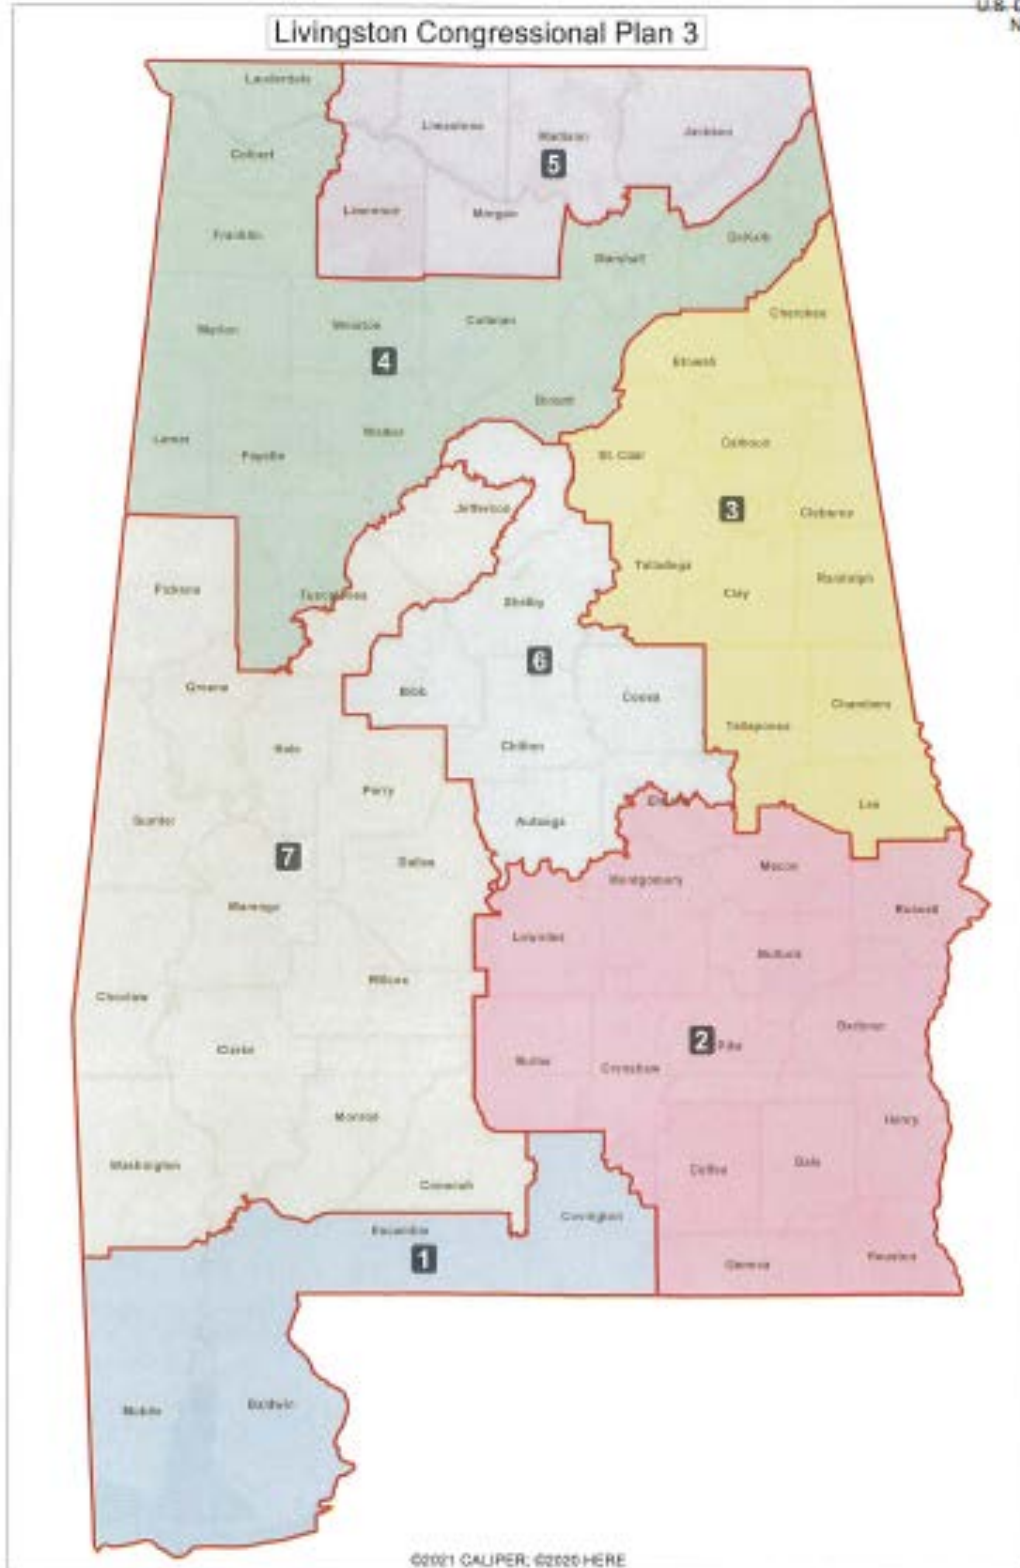 U.S. 
N
Livingston Congressional Plan 3
Lauderdale
Limestone
Madison
Jackson
Colbert
5
Lawrence
Morgan
Franklin
DeKalb
Marshall
Marion
Winston
Cullman
Cherokee
4
Etowah
Blount
Lamar
Walker
Fayette
Calhoun
St. Clair
Jefferson
3
Cleburne
Talladega
Randolph
Pickens
Tuscaloosa
Clay
Shelby
6
Greene
Bibb
Coosa
Chambers
Tallapoosa
Hale
Chilton
Perry
Lee
Sumter
Autauga
7
Dallas
Macon
Montgomery
Marengo
Russell
Lowndes
Bullock
Wilcox
Choctaw
Barbour
2
Pike
Clarke
Butler
Crenshaw
Monroe
Henry
Washington
Coffee
Dale
Conecuh
Covington
Escambia
1
Geneva
Houston
Mobile
Baldwin
©2021 CALIPER; ©2020 HERE